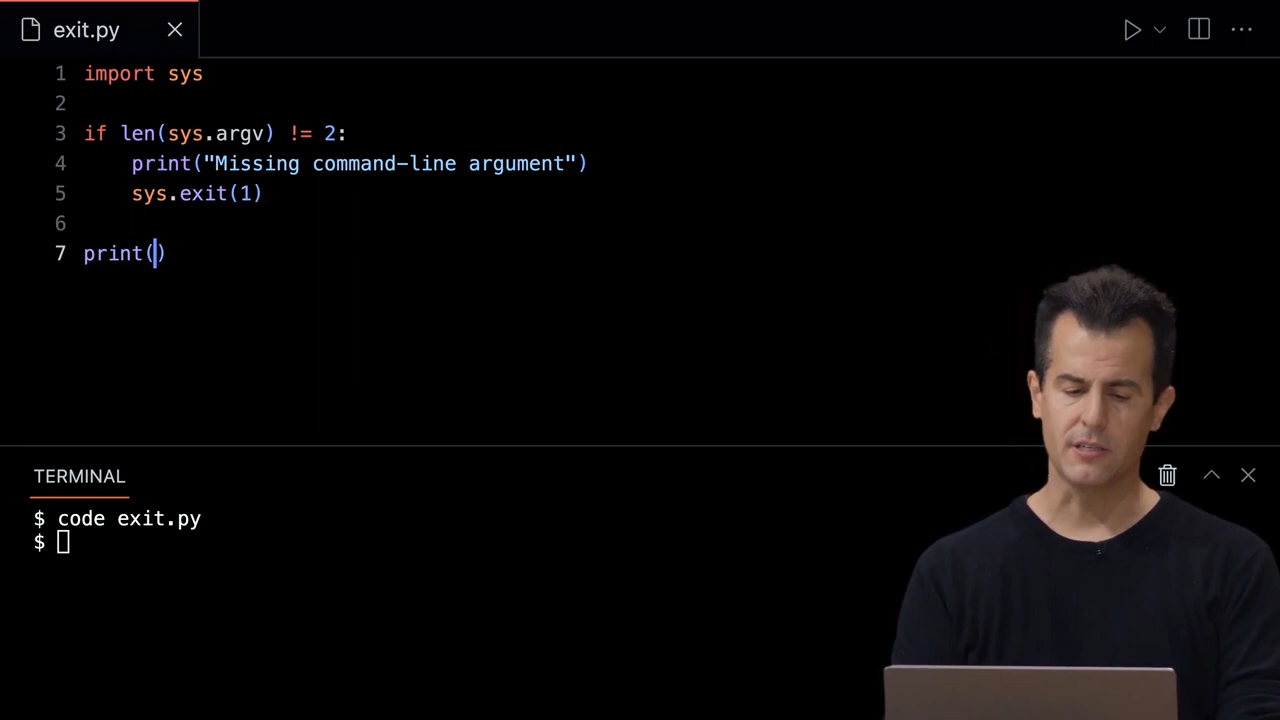 exit.py
1 import sys
2
3 if len(sys.argv) != 2:
4     print("Missing command-line argument")
5     sys.exit(1)
6
7 print()
TERMINAL
$ code exit.py
$